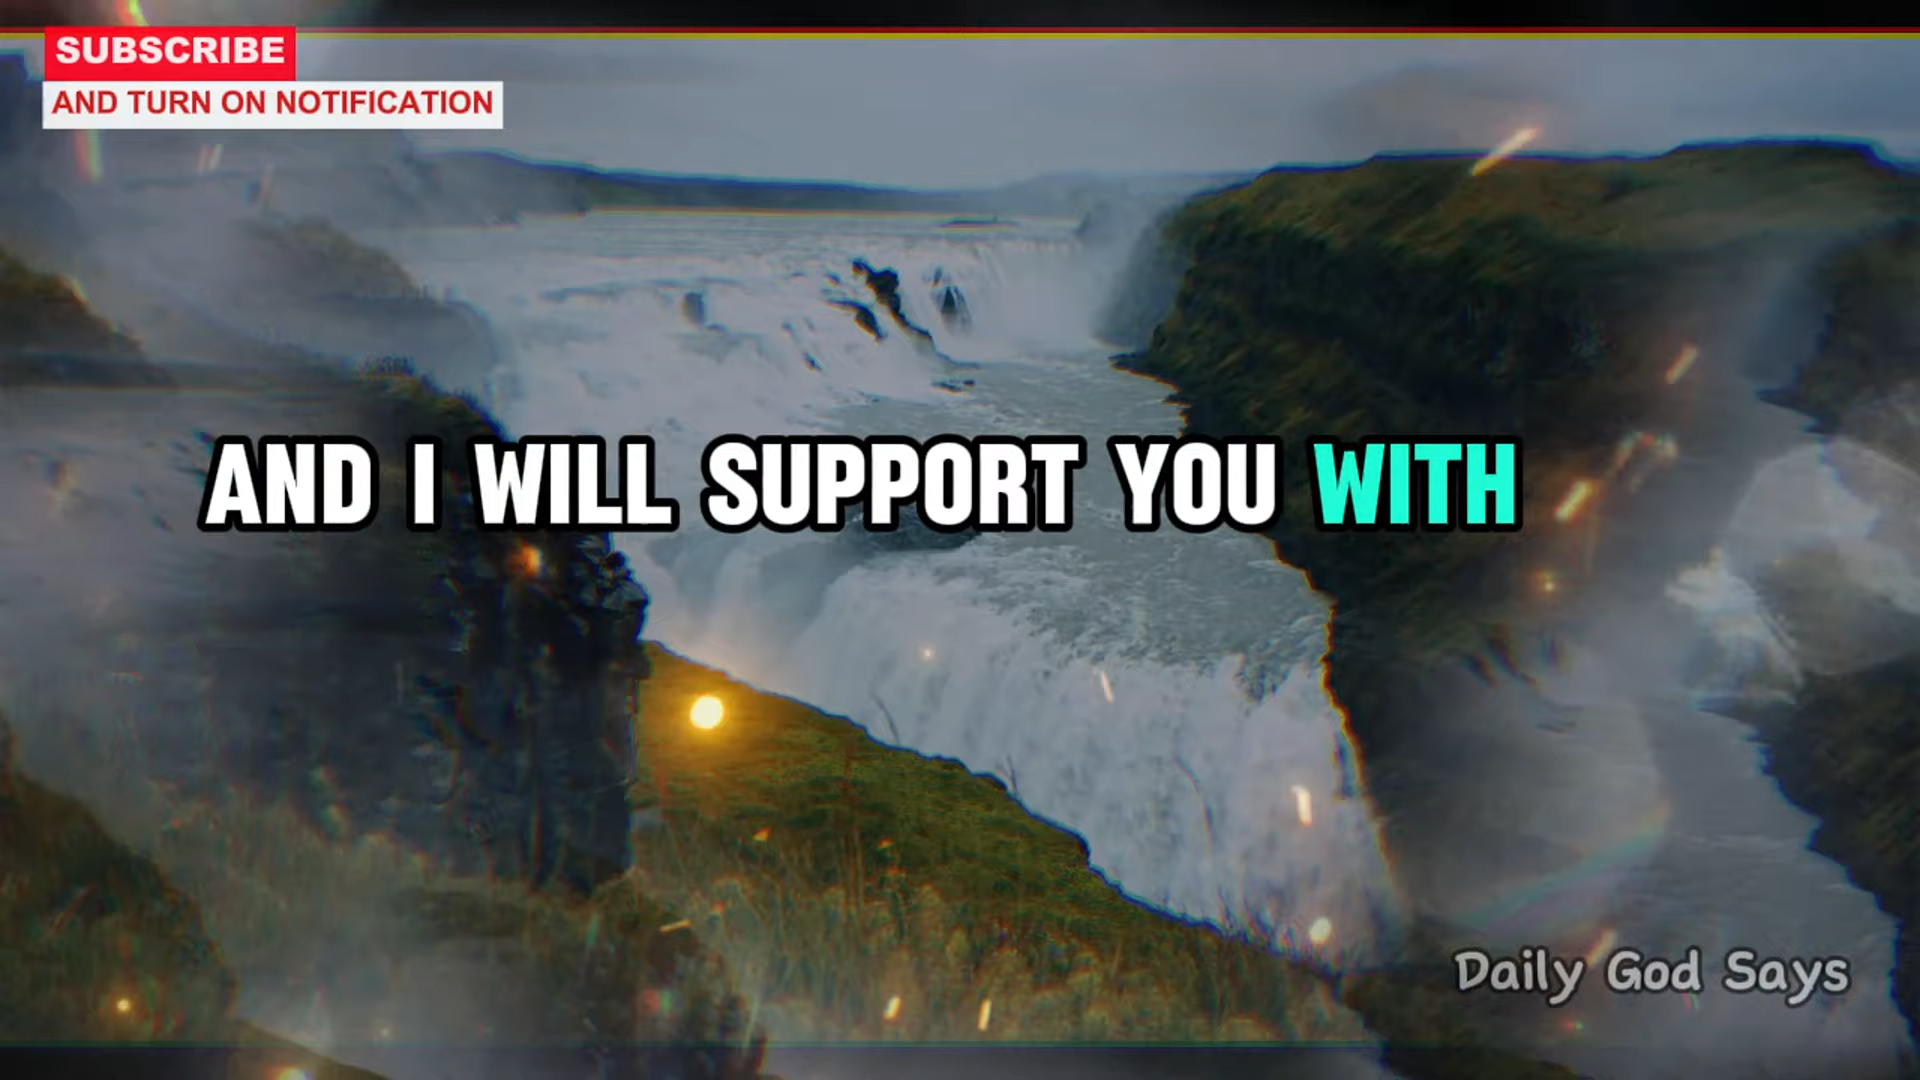 SUBSCRIBE
AND TURN ON NOTIFICATION
AND I WILL SUPPORT YOU WITH
Daily God Says